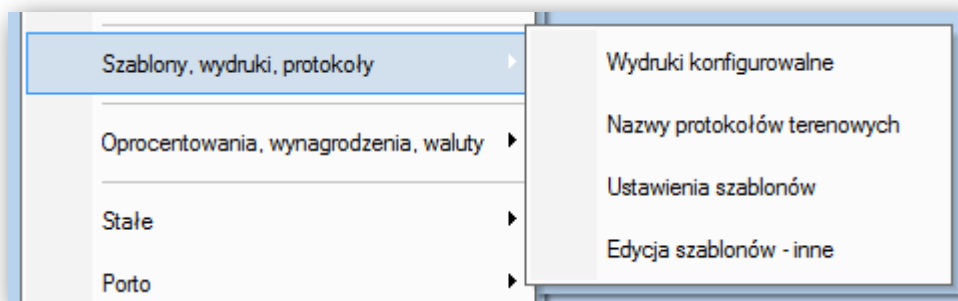 Szablony, wydruki, protokoły
Oprocentowania, wynagrodzenia, waluty
Stałe
Porto
Wydruki konfigurowalne
Nazwy protokołów terenowych
Ustawienia szablonów
Edycja szablonów - inne